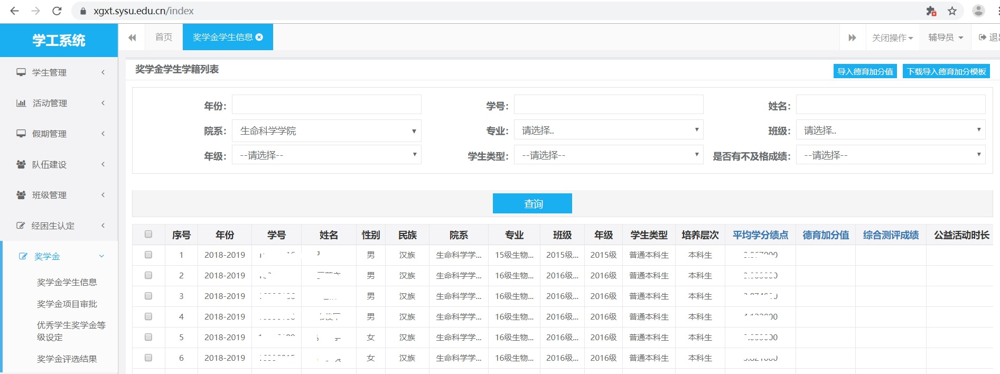 xgxt.sysu.edu.cn/index
学工系统
首页
奖学金学生信息
关闭操作
辅导员
退
学生管理
活动管理
假期管理
队伍建设
班级管理
经困生认定
奖学金
奖学金学生信息
奖学金项目审批
优秀学生奖学金等
级设定
奖学金评选结果
奖学金学生学籍列表
导入德育加分值
下载导入德育加分模板
年份：
学号：
姓名：
院系： 生命科学学院
专业： 请选择..
班级： 请选择..
年级： --请选择--
学生类型： --请选择--
是否有不及格成绩： --请选择--
查询
序号 年份 学号 姓名 性别 民族 院系 专业 班级 年级 学生类型 培养层次 平均学分绩点 德育加分值 综合测评成绩 公益活动时长
1 2018-2019 男 汉族 生命科学学... 15级生物... 2015级... 2015级 普通本科生 本科生
2 2018-2019 男 汉族 生命科学学... 16级生物... 2016级... 2016级 普通本科生 本科生
3 2018-2019 男 汉族 生命科学学... 16级生物... 2016级... 2016级 普通本科生 本科生
4 2018-2019 男 汉族 生命科学学... 16级生物... 2016级... 2016级 普通本科生 本科生
5 2018-2019 女 汉族 生命科学学... 16级生物... 2016级... 2016级 普通本科生 本科生
6 2018-2019 女 汉族 生命科学学... 16级生物... 2016级... 2016级 普通本科生 本科生